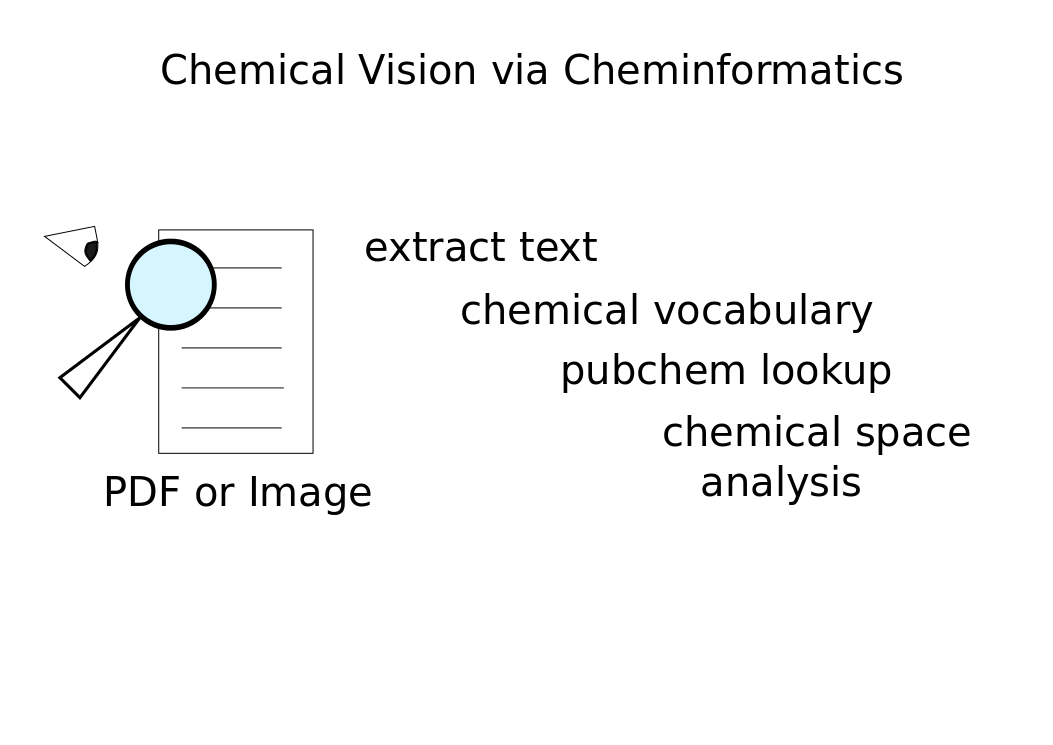 Chemical Vision via Cheminformatics
extract text
chemical vocabulary
pubchem lookup
chemical space
analysis
PDF or Image